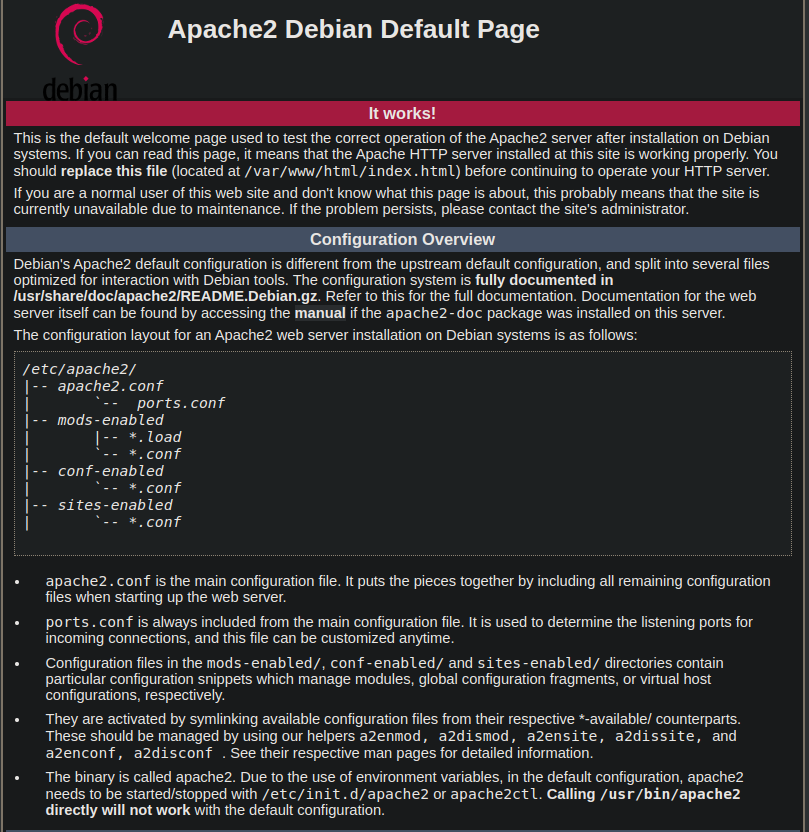 debian
Apache2 Debian Default Page
It works!
This is the default welcome page used to test the correct operation of the Apache2 server after installation on Debian
systems. If you can read this page, it means that the Apache HTTP server installed at this site is working properly. You
should replace this file (located at /var/www/html/index.html) before continuing to operate your HTTP server.
If you are a normal user of this web site and don't know what this page is about, this probably means that the site is
currently unavailable due to maintenance. If the problem persists, please contact the site's administrator.
Configuration Overview
Debian's Apache2 default configuration is different from the upstream default configuration, and split into several files
optimized for interaction with Debian tools. The configuration system is fully documented in
/usr/share/doc/apache2/README.Debian.gz. Refer to this for the full documentation. Documentation for the web
server itself can be found by accessing the manual if the apache2-doc package was installed on this server.
The configuration layout for an Apache2 web server installation on Debian systems is as follows:
/etc/apache2/
|-- apache2.conf
|       `--  ports.conf
|-- mods-enabled
|       |-- *.load
|       `-- *.conf
|-- conf-enabled
|       `-- *.conf
|-- sites-enabled
|       `-- *.conf
• apache2.conf is the main configuration file. It puts the pieces together by including all remaining configuration
files when starting up the web server.
• ports.conf is always included from the main configuration file. It is used to determine the listening ports for
incoming connections, and this file can be customized anytime.
• Configuration files in the mods-enabled/, conf-enabled/ and sites-enabled/ directories contain
particular configuration snippets which manage modules, global configuration fragments, or virtual host
configurations, respectively.
• They are activated by symlinking available configuration files from their respective *-available/ counterparts.
These should be managed by using our helpers a2enmod, a2dismod, a2ensite, a2dissite, and
a2enconf, a2disconf . See their respective man pages for detailed information.
• The binary is called apache2. Due to the use of environment variables, in the default configuration, apache2
needs to be started/stopped with /etc/init.d/apache2 or apache2ctl. Calling /usr/bin/apache2
directly will not work with the default configuration.